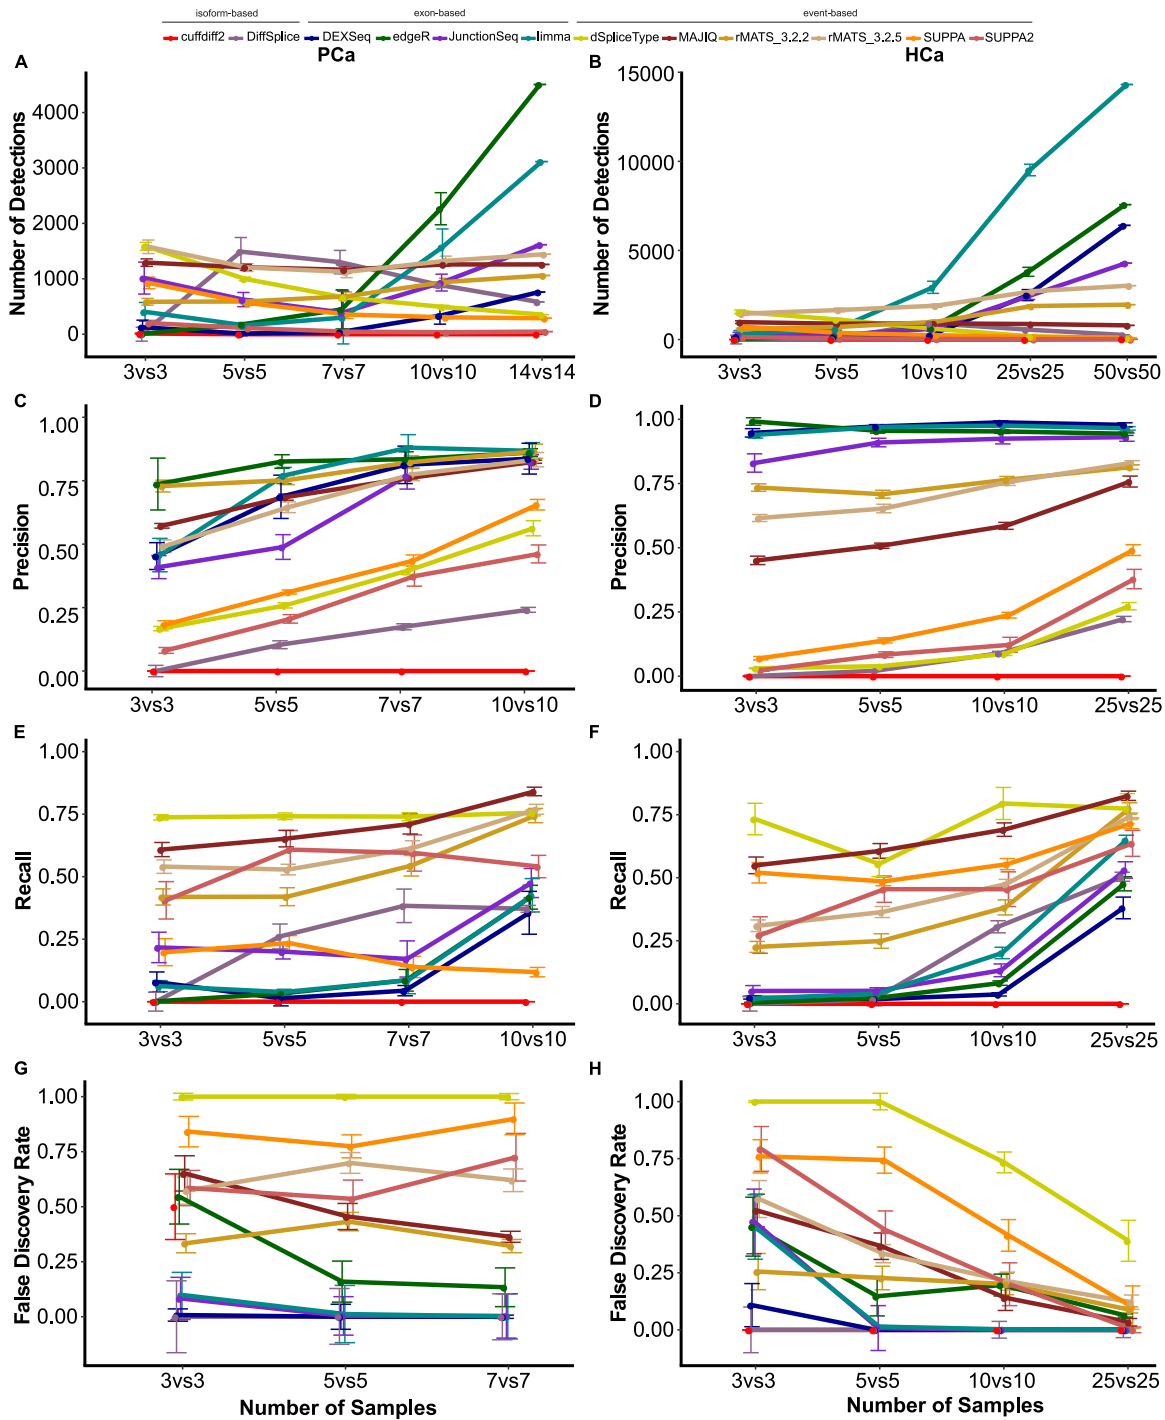 isoform-based exon-based event-based
cuffdiff2 DiffSplice DEXSeq edgeR JunctionSeq limma dSpliceType MAJIQ rMATS_3.2.2 rMATS_3.2.5 SUPPA SUPPA2
PCa HCa
A
Number of Detections
4000
3000
2000
1000
0
3vs3 5vs5 7vs7 10vs10 14vs14
B
Number of Detections
15000
10000
5000
0
3vs3 5vs5 10vs10 25vs25 50vs50
C
Precision
1.00
0.75
0.50
0.25
0.00
3vs3 5vs5 7vs7 10vs10
D
Precision
1.00
0.75
0.50
0.25
0.00
3vs3 5vs5 10vs10 25vs25
E
Recall
1.00
0.75
0.50
0.25
0.00
3vs3 5vs5 7vs7 10vs10
F
Recall
1.00
0.75
0.50
0.25
0.00
3vs3 5vs5 10vs10 25vs25
G
False Discovery Rate
1.00
0.75
0.50
0.25
0.00
3vs3 5vs5 7vs7
Number of Samples
H
False Discovery Rate
1.00
0.75
0.50
0.25
0.00
3vs3 5vs5 10vs10 25vs25
Number of Samples